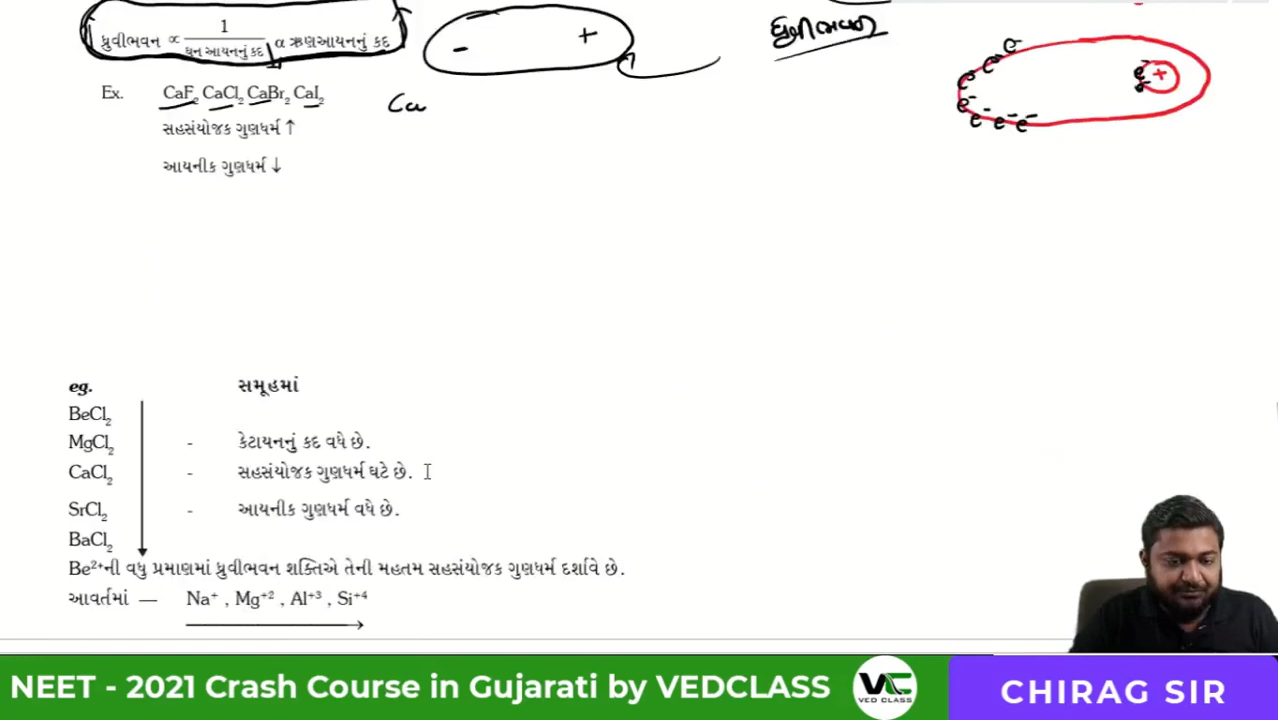 ધ્રુવીભવન ∝ 1/ધન આયનનું કદ α ઋણઆયનનું કદ
- +
ધ્રુવીભવન
e⁻ e⁻ e⁻ e⁻ e⁻ e⁻ e⁻ e⁻ e⁻ +
Ex. CaF₂ CaCl₂ CaBr₂ CaI₂
Ca
સહસંયોજક ગુણધર્મ ↑
આયનીક ગુણધર્મ ↓
eg. સમૂહમાં
BeCl₂
MgCl₂ - કેટાયનનું કદ વધે છે.
CaCl₂ - સહસંયોજક ગુણધર્મ ઘટે છે.
SrCl₂ - આયનીક ગુણધર્મ વધે છે.
BaCl₂
Be²⁺ની વધુ પ્રમાણમાં ધ્રુવીભવન શક્તિએ તેની મહતમ સહસંયોજક ગુણધર્મ દર્શાવે છે.
આવર્તમાં — Na⁺ , Mg⁺² , Al⁺³ , Si⁺⁴
NEET - 2021 Crash Course in Gujarati by VEDCLASS
VC
VED CLASS
CHIRAG SIR